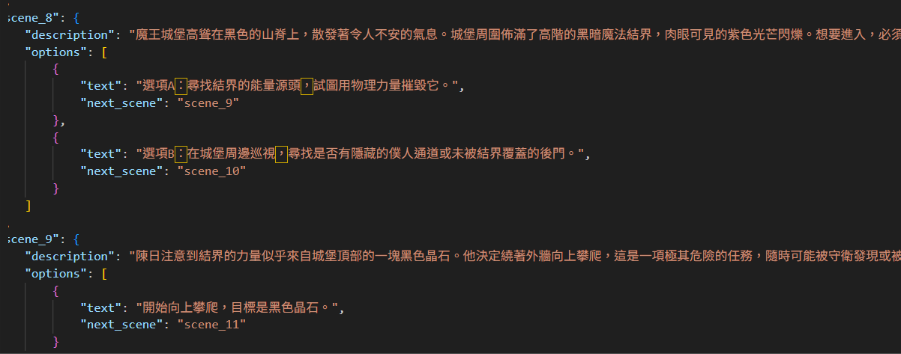 scene_8": {
"description": "魔王城堡高聳在黑色的山脊上，散發著令人不安的氣息。城堡周圍佈滿了高階的黑暗魔法結界，肉眼可見的紫色光芒閃爍。想要進入，必須
"options": [
{
"text": "選項A：尋找結界的能量源頭，試圖用物理力量摧毀它。",
"next_scene": "scene_9"
},
{
"text": "選項B：在城堡周邊巡視，尋找是否有隱藏的僕人通道或未被結界覆蓋的後門。",
"next_scene": "scene_10"
}
]
scene_9": {
"description": "陳日注意到結界的力量似乎來自城堡頂部的一塊黑色晶石。他決定繞著外牆向上攀爬，這是一項極其危險的任務，隨時可能被守衛發現或被
"options": [
{
"text": "開始向上攀爬，目標是黑色晶石。",
"next_scene": "scene_11"
}